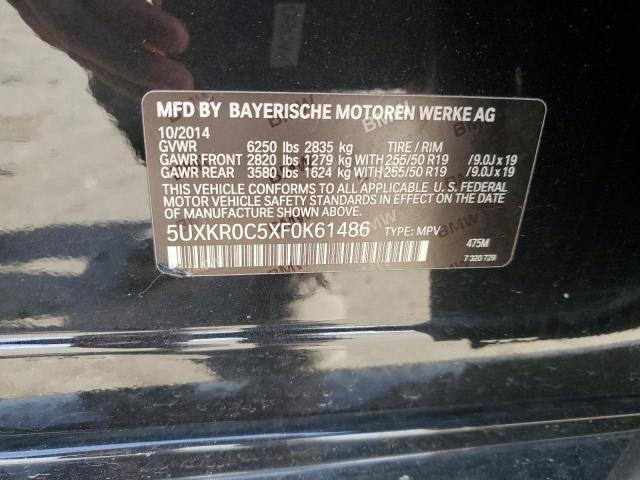 MFD BY BAYERISCHE MOTOREN WERKE AG
10/2014
GVWR 6250 lbs 2835 kg TIRE / RIM
GAWR FRONT 2820 lbs 1279 kg WITH 255/50 R19 /9.0J x 19
GAWR REAR 3580 lbs 1624 kg WITH 255/50 R19 /9.0J x 19
THIS VEHICLE CONFORMS TO ALL APPLICABLE U. S. FEDERAL
MOTOR VEHICLE SAFETY STANDARDS IN EFFECT ON THE DATE
OF MANUFACTURE SHOWN ABOVE.
5UXKR0C5XF0K61486 TYPE: MPV 475M
7 320 729